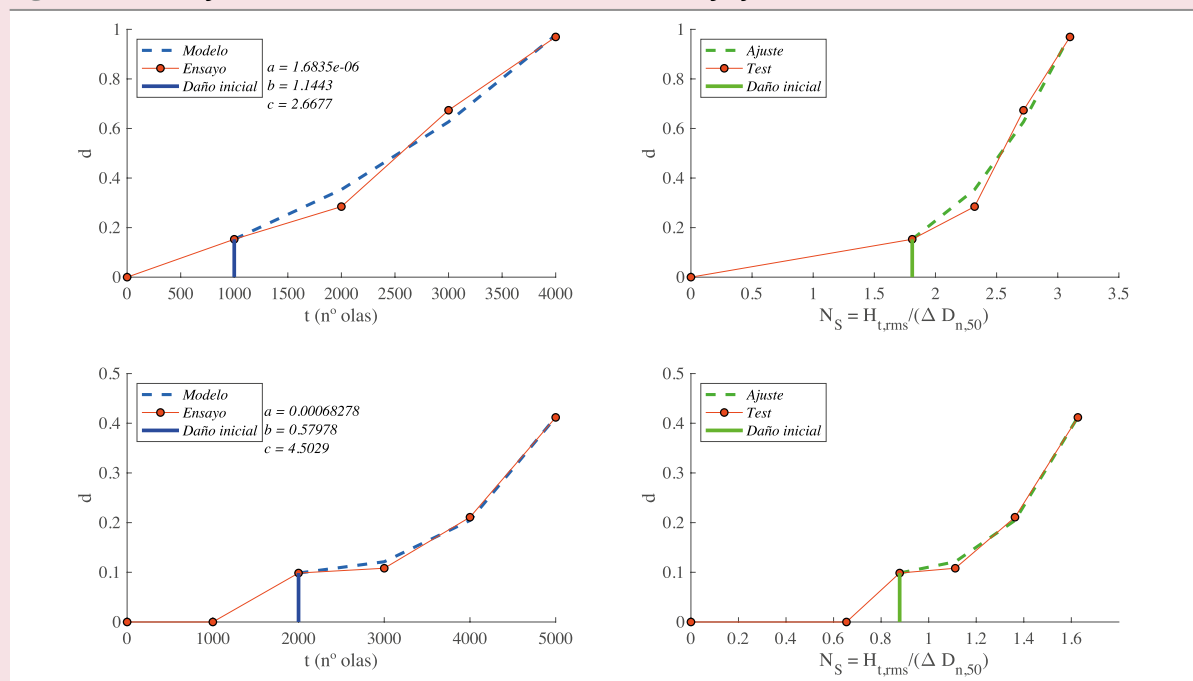 1
0.8
0.6
0.4
0.2
0
d
Modelo
Ensayo
Daño inicial
a = 1.6835e-06
b = 1.1443
c = 2.6677
0 500 1000 1500 2000 2500 3000 3500 4000
t (nº olas)
1
0.8
0.6
0.4
0.2
0
d
Ajuste
Test
Daño inicial
0 0.5 1 1.5 2 2.5 3 3.5
N_S = H_t,rms/(Δ D_n,50)
0.5
0.4
0.3
0.2
0.1
0
d
Modelo
Ensayo
Daño inicial
a = 0.00068278
b = 0.57978
c = 4.5029
0 1000 2000 3000 4000 5000
t (nº olas)
0.5
0.4
0.3
0.2
0.1
0
d
Ajuste
Test
Daño inicial
0 0.2 0.4 0.6 0.8 1 1.2 1.4 1.6
N_S = H_t,rms/(Δ D_n,50)